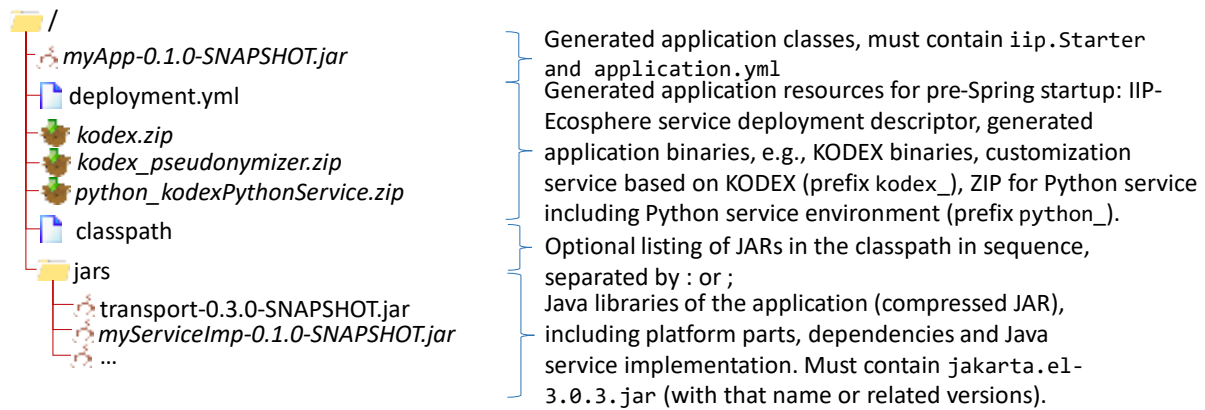 /
myApp-0.1.0-SNAPSHOT.jar
deployment.yml
kodex.zip
kodex_pseudonymizer.zip
python_kodexPythonService.zip
classpath
jars
transport-0.3.0-SNAPSHOT.jar
myServiceImp-0.1.0-SNAPSHOT.jar
...
Generated application classes, must contain iip.Starter
and application.yml
Generated application resources for pre-Spring startup: IIP-
Ecosphere service deployment descriptor, generated
application binaries, e.g., KODEX binaries, customization
service based on KODEX (prefix kodex_), ZIP for Python service
including Python service environment (prefix python_).
Optional listing of JARs in the classpath in sequence,
separated by : or ;
Java libraries of the application (compressed JAR),
including platform parts, dependencies and Java
service implementation. Must contain jakarta.el-
3.0.3.jar (with that name or related versions).